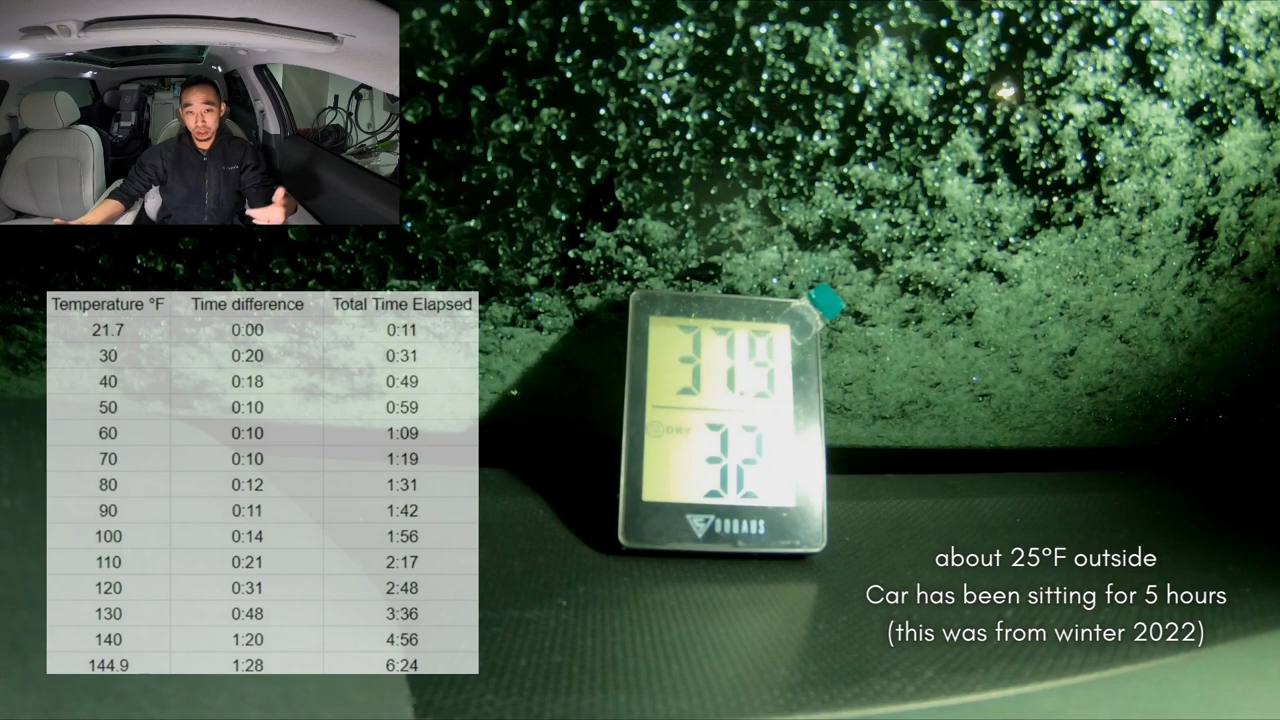 Temperature °F Time difference Total Time Elapsed
21.7 0:00 0:11
30 0:20 0:31
40 0:18 0:49
50 0:10 0:59
60 0:10 1:09
70 0:10 1:19
80 0:12 1:31
90 0:11 1:42
100 0:14 1:56
110 0:21 2:17
120 0:31 2:48
130 0:48 3:36
140 1:20 4:56
144.9 1:28 6:24
37.9
DRY
32
DOQAUS
about 25°F outside
Car has been sitting for 5 hours
(this was from winter 2022)